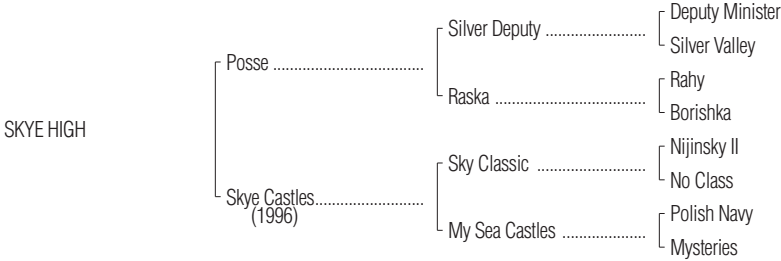 Deputy Minister
Silver Deputy ..........................
Silver Valley
Posse ......................................
Rahy
Raska .......................................
Borishka
SKYE HIGH
Nijinsky II
Sky Classic ............................
No Class
Skye Castles............................
(1996)
Polish Navy
My Sea Castles .....................
Mysteries